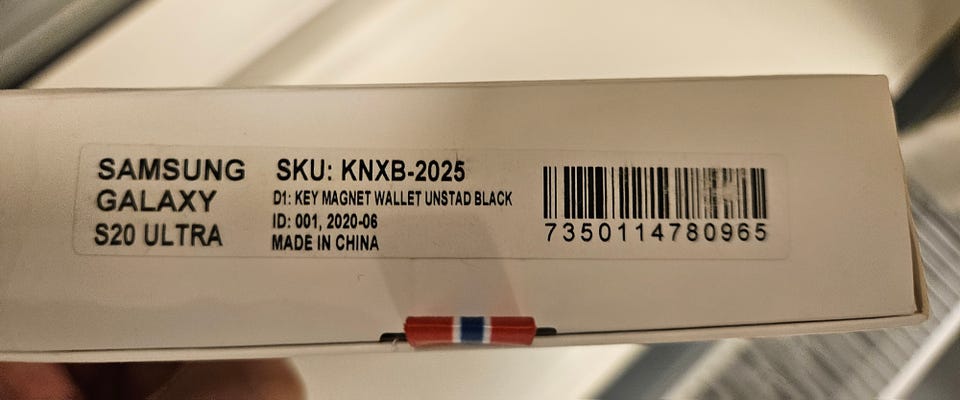 SAMSUNG
GALAXY
S20 ULTRA
SKU: KNXB-2025
D1: KEY MAGNET WALLET UNSTAD BLACK
ID: 001, 2020-06
MADE IN CHINA
7350114780965